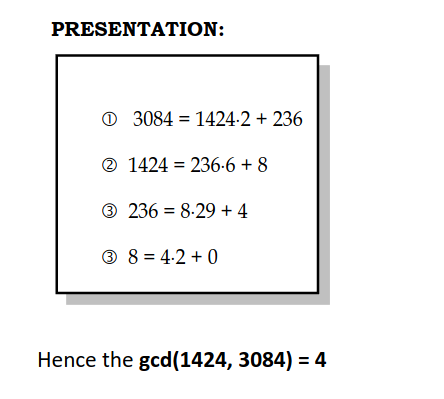 PRESENTATION:
① 3084 = 1424·2 + 236
② 1424 = 236·6 + 8
③ 236 = 8·29 + 4
③ 8 = 4·2 + 0
Hence the gcd(1424, 3084) = 4